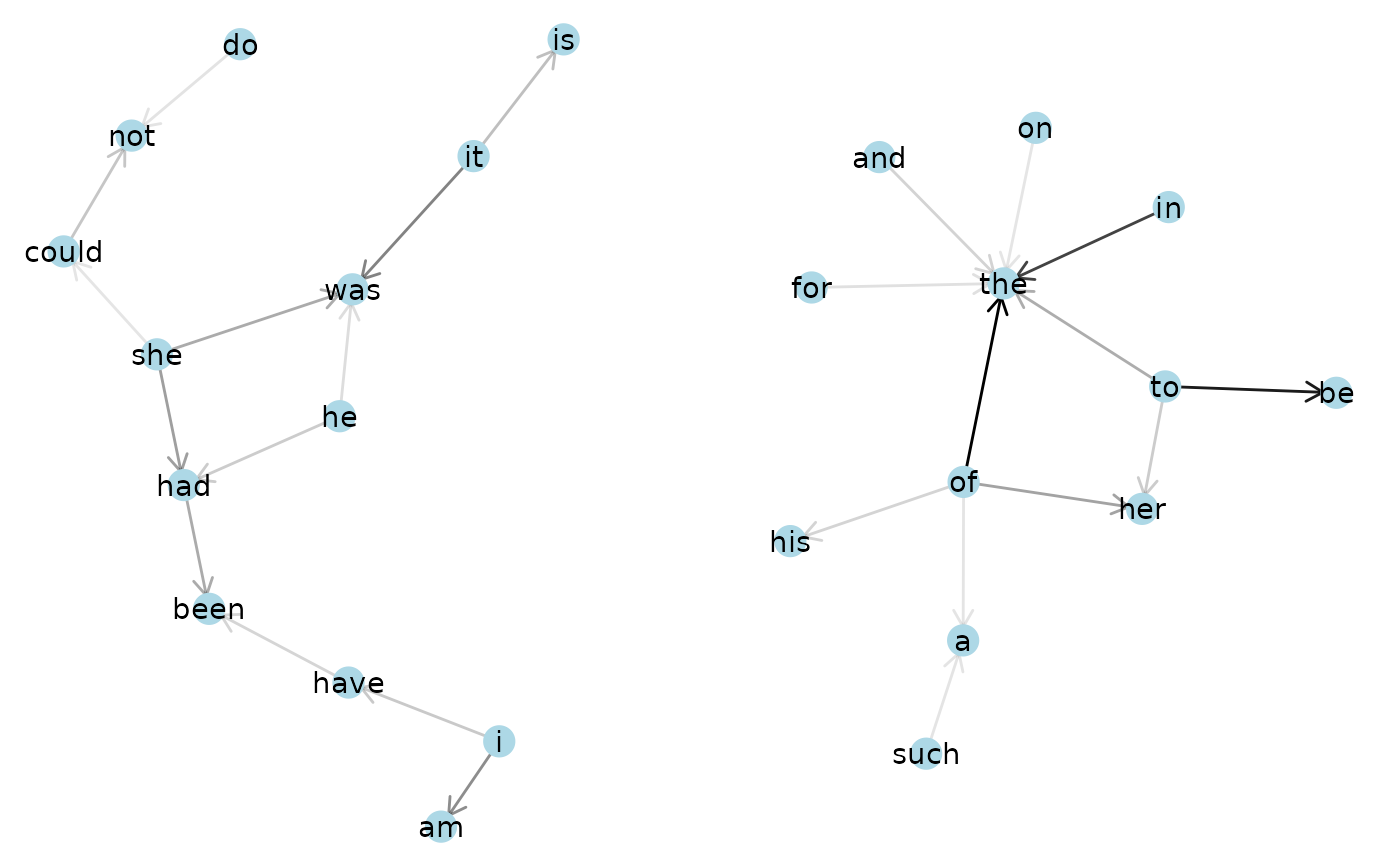 do
is
not
on
and
it
in
could
the
for
was
she
to
be
he
of
had
her
his
been
a
have
i
such
am